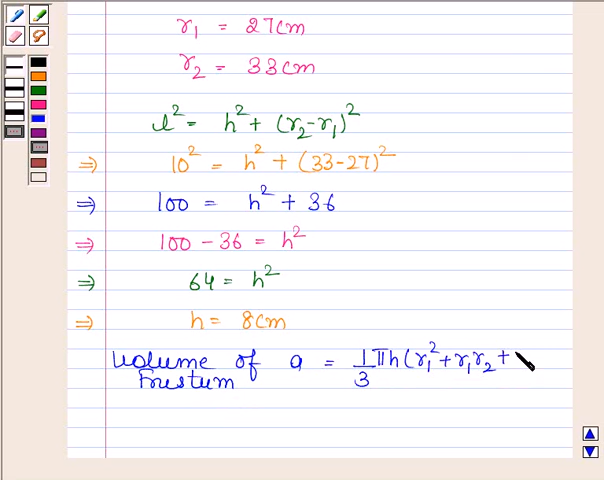 r₁ = 27cm
r₂ = 33cm
l² = h² + (r₂-r₁)²
⇒ 10² = h² + (33-27)²
⇒ 100 = h² + 36
⇒ 100 - 36 = h²
⇒ 64 = h²
⇒ h = 8cm
Volume of a = 1/3 πh(r₁² + r₁r₂ +
Frustum